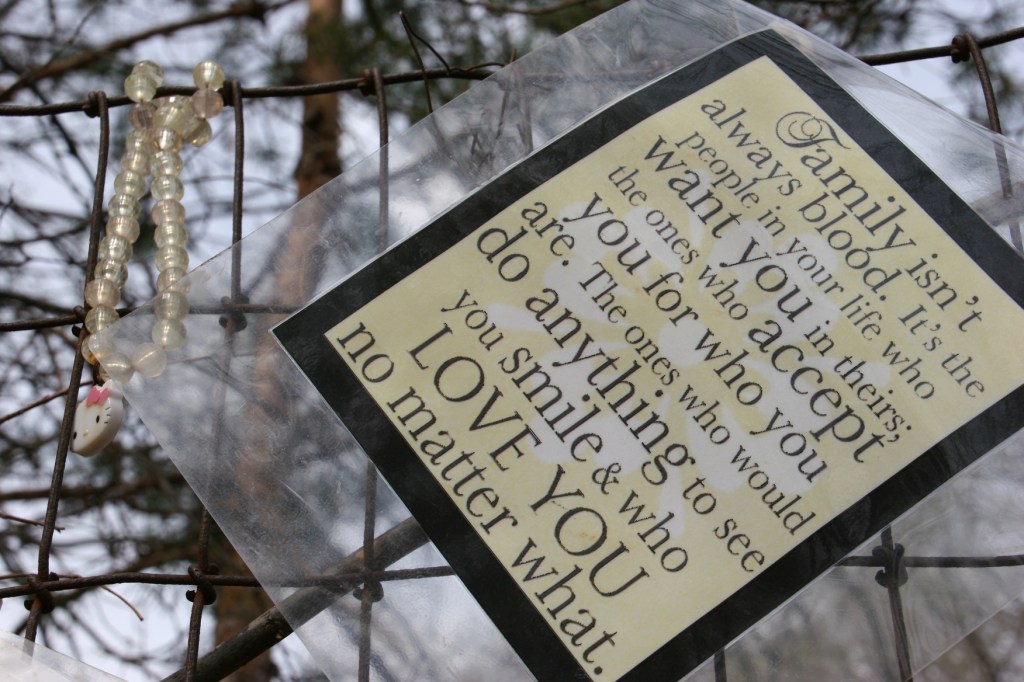 Family isn't
always blood. It's the
people in your life who
want you in theirs;
the ones who accept
you for who you
are. The ones who would
do anything to see
you smile & who
LOVE YOU
no matter what.